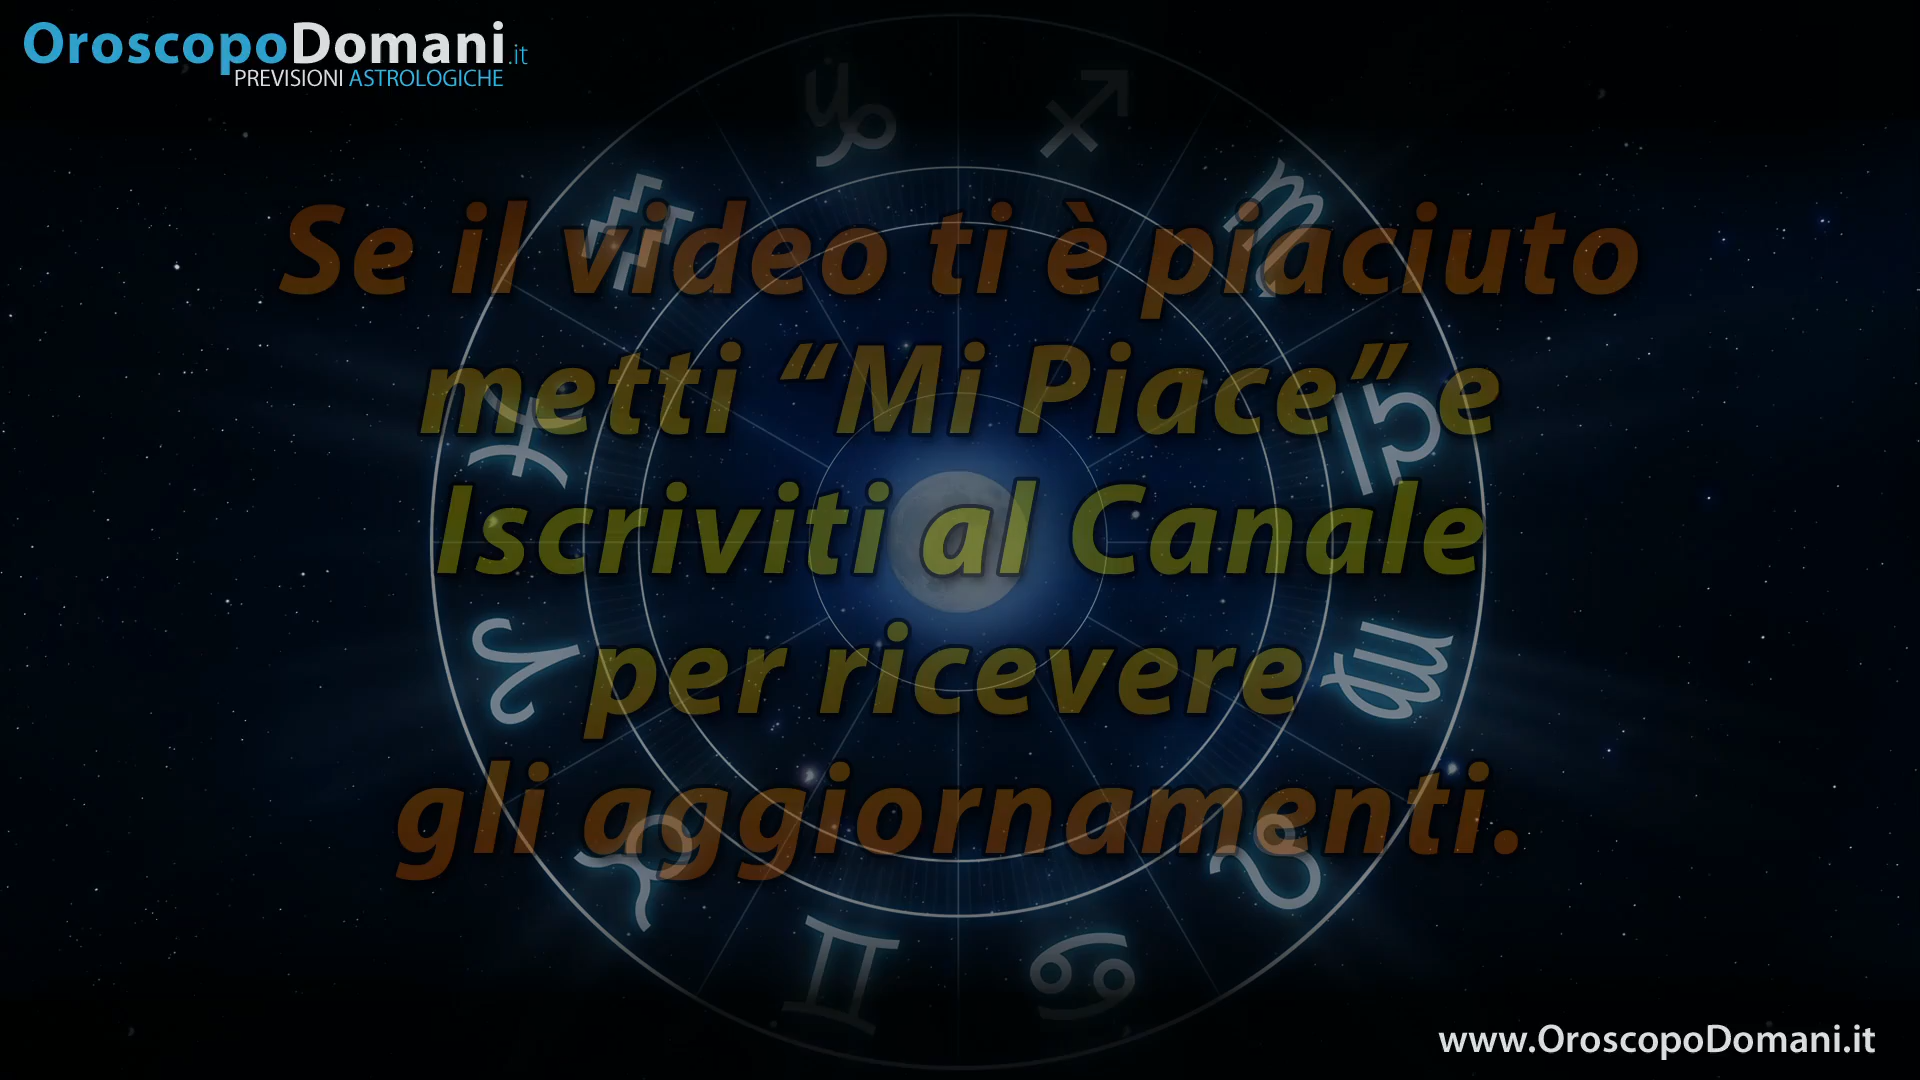 OroscopoDomani.it
PREVISIONI ASTROLOGICHE
Se il video ti è piaciuto
metti “Mi Piace” e
Iscriviti al Canale
per ricevere
gli aggiornamenti.
www.OroscopoDomani.it